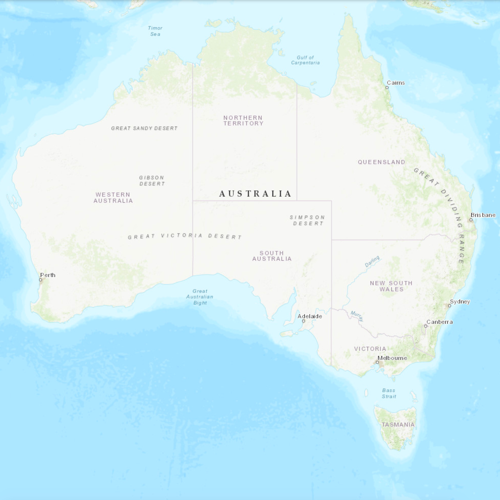 Timor
Sea
Gulf of
Carpentaria
Cairns
NORTHERN
TERRITORY
GREAT SANDY DESERT
QUEENSLAND
GREAT DIVIDING RANGE
GIBSON
DESERT
WESTERN
AUSTRALIA
AUSTRALIA
Brisbane
SIMPSON
DESERT
GREAT VICTORIA DESERT
SOUTH
AUSTRALIA
Darling
Perth
NEW SOUTH
WALES
Great
Australian
Bight
Sydney
Adelaide
Murray
Canberra
VICTORIA
Melbourne
Bass
Strait
TASMANIA